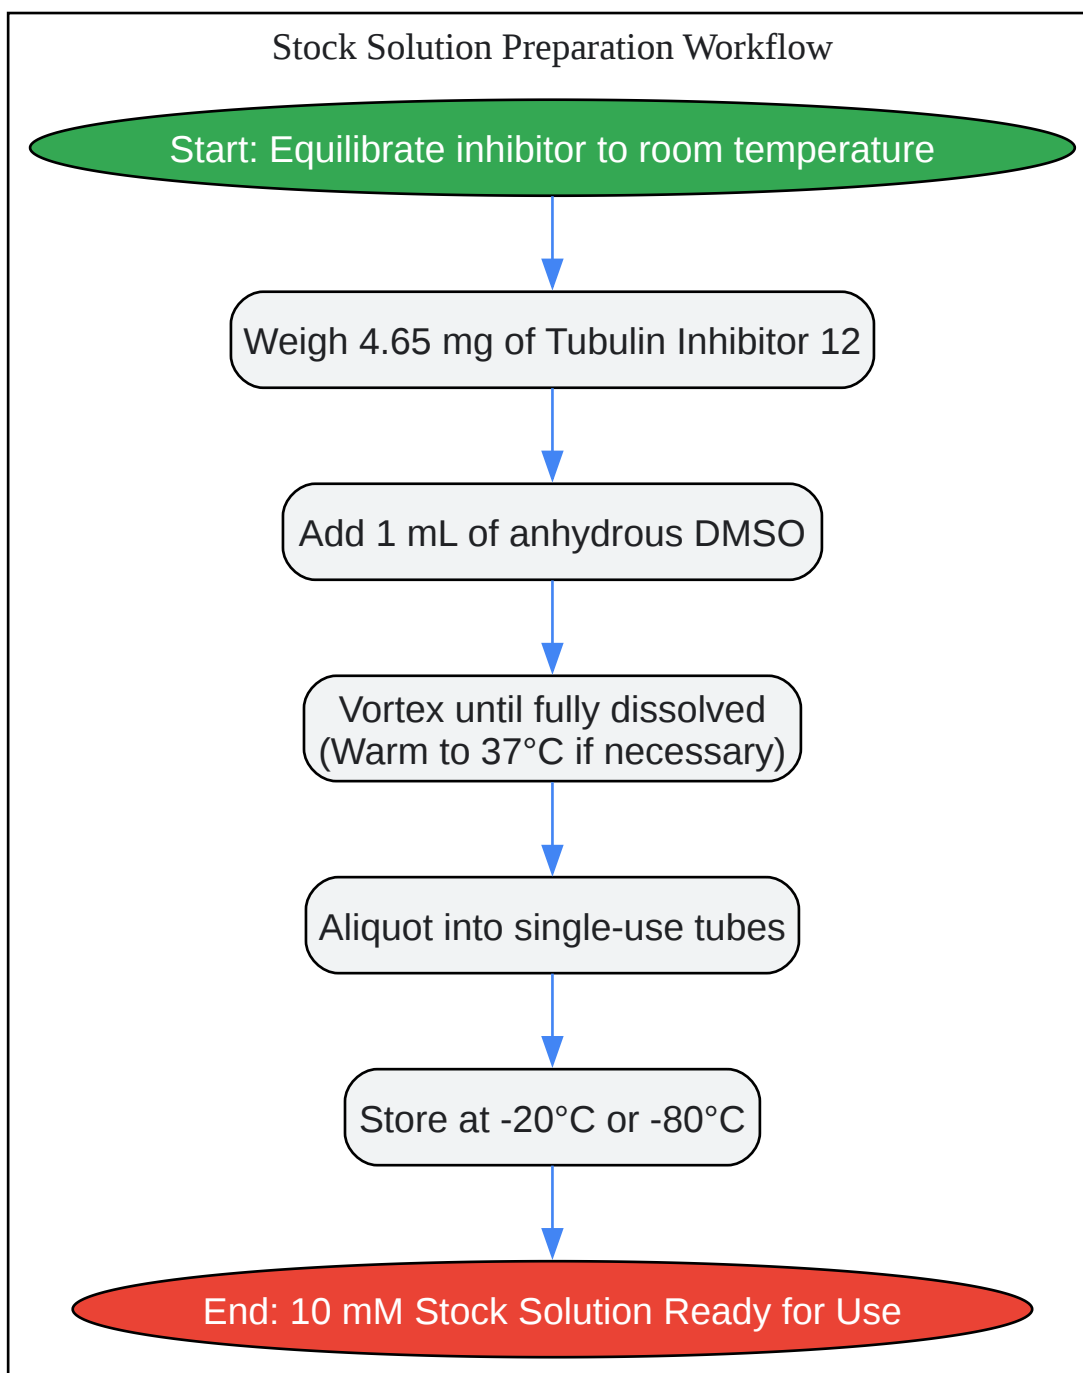 Stock Solution Preparation Workflow
Start: Equilibrate inhibitor to room temperature
Weigh 4.65 mg of Tubulin Inhibitor 12
Add 1 mL of anhydrous DMSO
Vortex until fully dissolved
(Warm to 37°C if necessary)
Aliquot into single-use tubes
Store at -20°C or -80°C
End: 10 mM Stock Solution Ready for Use